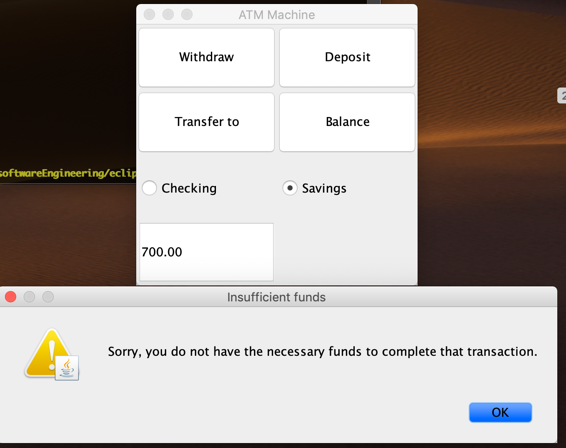 ATM Machine
Withdraw
Deposit
Transfer to
Balance
softwareEngineering/eclip
Checking
Savings
700.00
Insufficient funds
Sorry, you do not have the necessary funds to complete that transaction.
OK